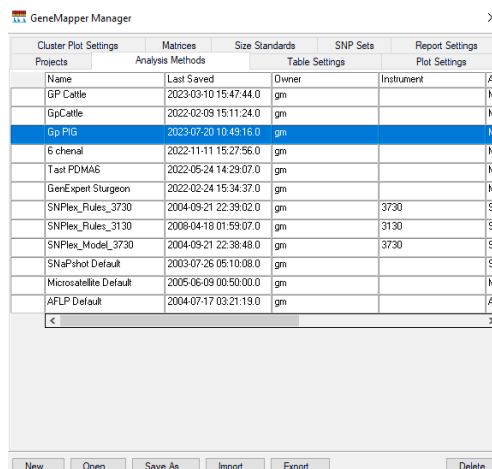 GeneMapper Manager
Cluster Plot Settings Matrices Size Standards SNP Sets Report Settings
Projects Analysis Methods Table Settings Plot Settings
Name Last Saved Owner Instrument
GP Cattle 2023-03-10 15:47:44.0 gm
GpCattle 2022-02-09 15:11:24.0 gm
Gp PIG 2023-07-20 10:49:16.0 gm
6 chenal 2022-11-11 15:27:56.0 gm
Tast PDMA6 2022-05-24 14:29:07.0 gm
GenExpert Sturgeon 2022-02-24 15:34:37.0 gm
SNPlex_Rules_3730 2004-09-21 22:39:02.0 gm 3730
SNPlex_Rules_3130 2008-04-18 01:59:07.0 gm 3130
SNPlex_Model_3730 2004-09-21 22:38:48.0 gm 3730
SNaPshot Default 2003-07-26 05:10:08.0 gm
Microsatellite Default 2005-06-09 00:50:00.0 gm
AFLP Default 2004-07-17 03:21:19.0 gm
New... Open... Save As... Import... Export... Delete